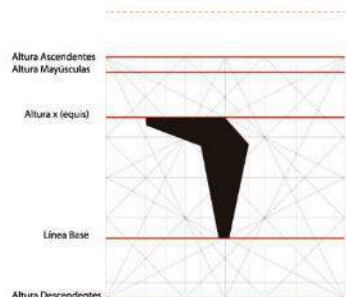 Altura Ascendentes
Altura Mayúsculas
Altura x (equis)
Línea Base
Altura Descendentes